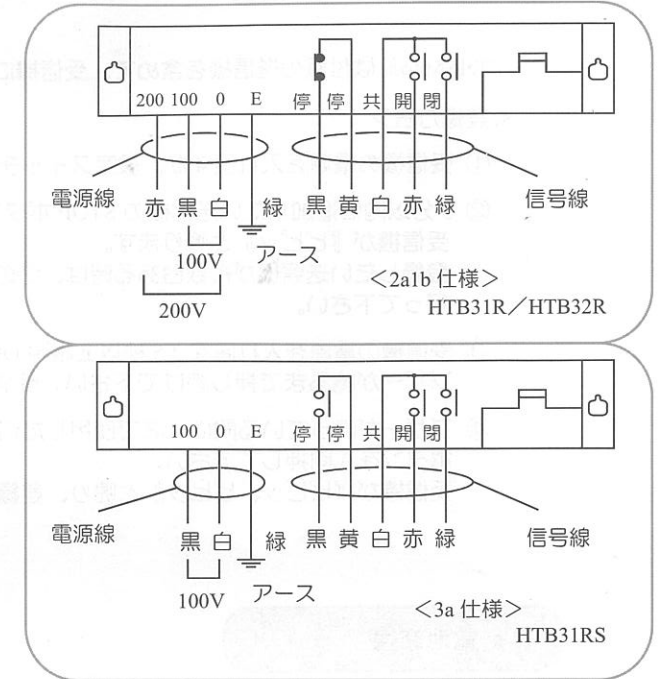 200 100 0 E 停 停 共 開 閉
電源線 赤 黒 白 緑 黒 黄 白 赤 緑 信号線
100V アース
200V
＜2a1b 仕様＞
HTB31R／HTB32R
100 0 E 停 停 共 開 閉
電源線 黒 白 緑 黒 黄 白 赤 緑 信号線
100V アース
＜3a 仕様＞
HTB31RS